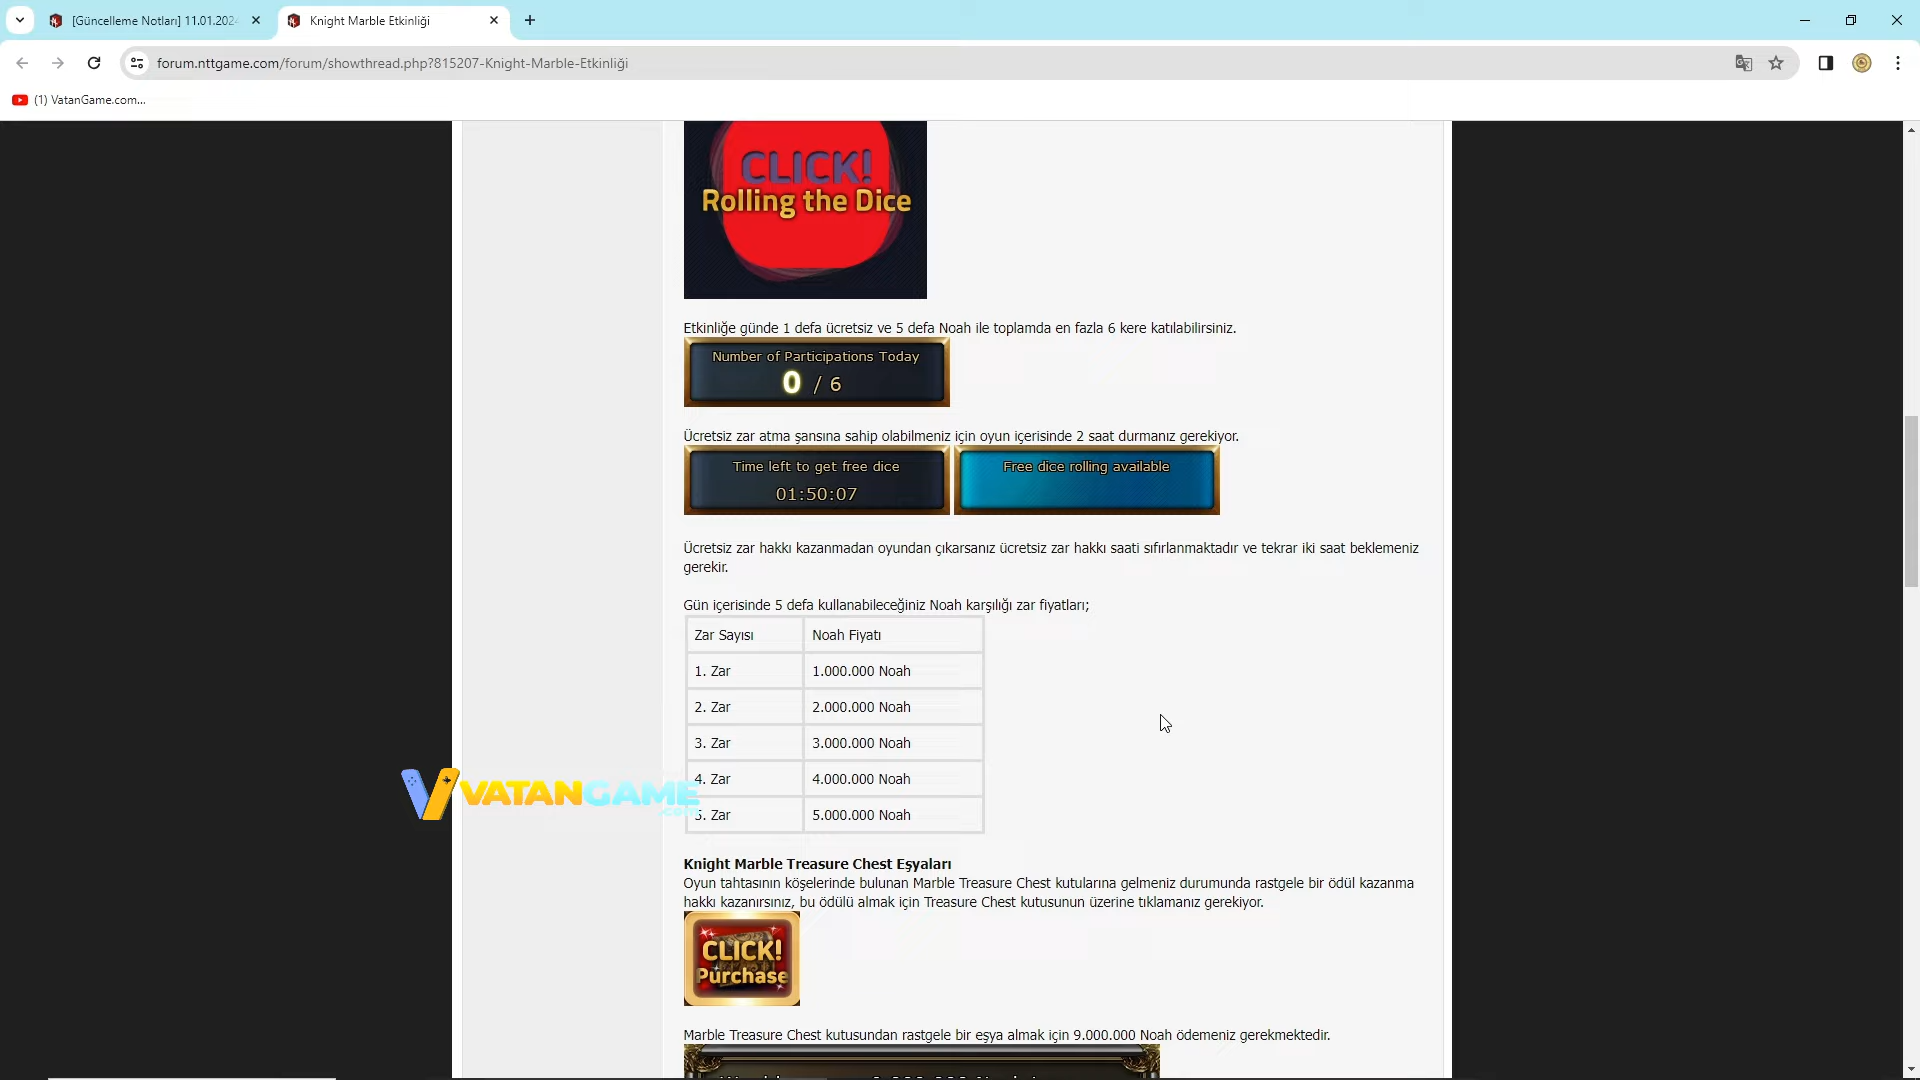 [Güncelleme Notları] 11.01.202
Knight Marble Etkinliği
forum.nttgame.com/forum/showthread.php?815207-Knight-Marble-Etkinliği
(1) VatanGame.com...
CLICK!
Rolling the Dice
Etkinliğe günde 1 defa ücretsiz ve 5 defa Noah ile toplamda en fazla 6 kere katılabilirsiniz.
Number of Participations Today
0 / 6
Ücretsiz zar atma şansına sahip olabilmeniz için oyun içerisinde 2 saat durmanız gerekiyor.
Time left to get free dice
01:50:07
Free dice rolling available
Ücretsiz zar hakkı kazanmadan oyundan çıkarsanız ücretsiz zar hakkı saati sıfırlanmaktadır ve tekrar iki saat beklemeniz
gerekir.
Gün içerisinde 5 defa kullanabileceğiniz Noah karşılığı zar fiyatları;
Zar Sayısı Noah Fiyatı
1. Zar 1.000.000 Noah
2. Zar 2.000.000 Noah
3. Zar 3.000.000 Noah
4. Zar 4.000.000 Noah
5. Zar 5.000.000 Noah
VATANGAME
.com
Knight Marble Treasure Chest Eşyaları
Oyun tahtasının köşelerinde bulunan Marble Treasure Chest kutularına gelmeniz durumunda rastgele bir ödül kazanma
hakkı kazanırsınız, bu ödülü almak için Treasure Chest kutusunun üzerine tıklamanız gerekiyor.
CLICK!
Purchase
Marble Treasure Chest kutusundan rastgele bir eşya almak için 9.000.000 Noah ödemeniz gerekmektedir.